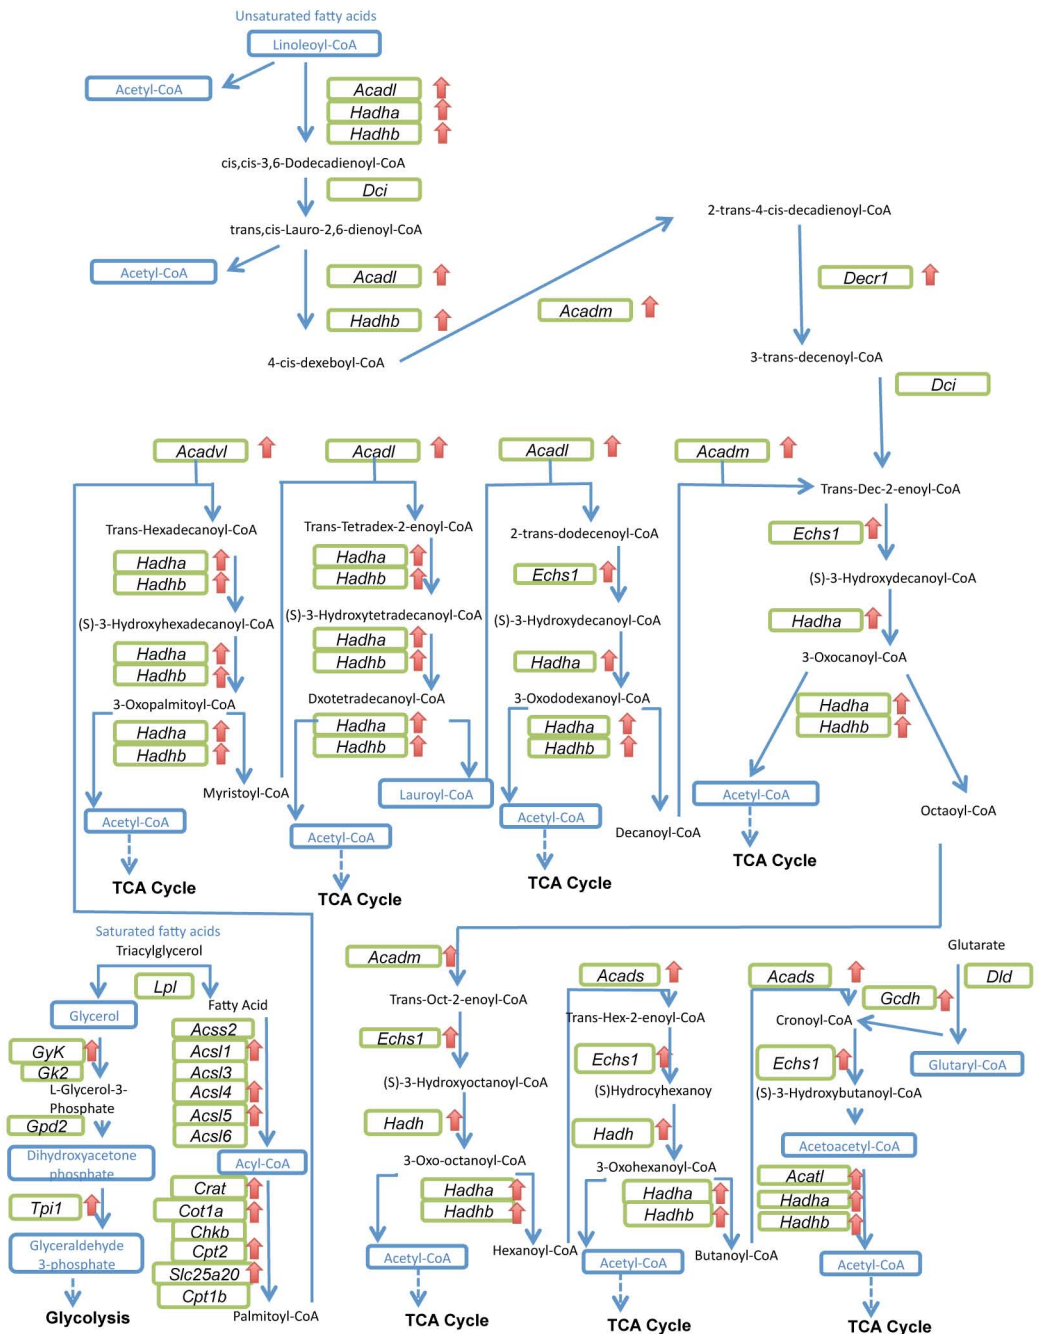 Unsaturated fatty acids
Linoleoyl-CoA
Acetyl-CoA
Acadl
Hadha
Hadhb
cis,cis-3,6-Dodecadienoyl-CoA
Dci
trans,cis-Lauro-2,6-dienoyl-CoA
Acetyl-CoA
Acadl
Hadhb
4-cis-dexeboyl-CoA
Acadm
2-trans-4-cis-decadienoyl-CoA
Decr1
3-trans-decenoyl-CoA
Dci
Acadvl
Trans-Hexadecanoyl-CoA
Hadha
Hadhb
(S)-3-Hydroxyhexadecanoyl-CoA
Hadha
Hadhb
3-Oxopalmitoyl-CoA
Hadha
Hadhb
Myristoyl-CoA
Acetyl-CoA
TCA Cycle
Acadl
Trans-Tetradex-2-enoyl-CoA
Hadha
Hadhb
(S)-3-Hydroxytetradecanoyl-CoA
Hadha
Hadhb
Dxotetradecanoyl-CoA
Hadha
Hadhb
Lauroyl-CoA
Acetyl-CoA
TCA Cycle
Acadl
2-trans-dodecenoyl-CoA
Echs1
(S)-3-Hydroxydecanoyl-CoA
Hadha
3-Oxododexanoyl-CoA
Hadha
Hadhb
Acetyl-CoA
Decanoyl-CoA
TCA Cycle
Acadm
Trans-Dec-2-enoyl-CoA
Echs1
(S)-3-Hydroxydecanoyl-CoA
Hadha
3-Oxocanoyl-CoA
Hadha
Hadhb
Acetyl-CoA
Octaoyl-CoA
TCA Cycle
Saturated fatty acids
Triacylglycerol
Lpl
Glycerol
Fatty Acid
GyK
Gk2
L-Glycerol-3-
Phosphate
Gpd2
Dihydroxyacetone
phosphate
Tpi1
Glyceraldehyde
3-phosphate
Glycolysis
Acss2
Acsl1
Acsl3
Acsl4
Acsl5
Acsl6
Acyl-CoA
Crat
Cot1a
Chkb
Cpt2
Slc25a20
Cpt1b
Palmitoyl-CoA
Acadm
Trans-Oct-2-enoyl-CoA
Echs1
(S)-3-Hydroxyoctanoyl-CoA
Hadh
3-Oxo-octanoyl-CoA
Hadha
Hadhb
Acetyl-CoA
Hexanoyl-CoA
TCA Cycle
Acads
Trans-Hex-2-enoyl-CoA
Echs1
(S)Hydrocyhexanoy
Hadh
3-Oxohexanoyl-CoA
Hadha
Hadhb
Acetyl-CoA
Butanoyl-CoA
TCA Cycle
Glutarate
Acads
Dld
Gcdh
Cronoyl-CoA
Glutaryl-CoA
Echs1
(S)-3-Hydroxybutanoyl-CoA
Acetoacetyl-CoA
Acatl
Hadha
Hadhb
Acetyl-CoA
TCA Cycle